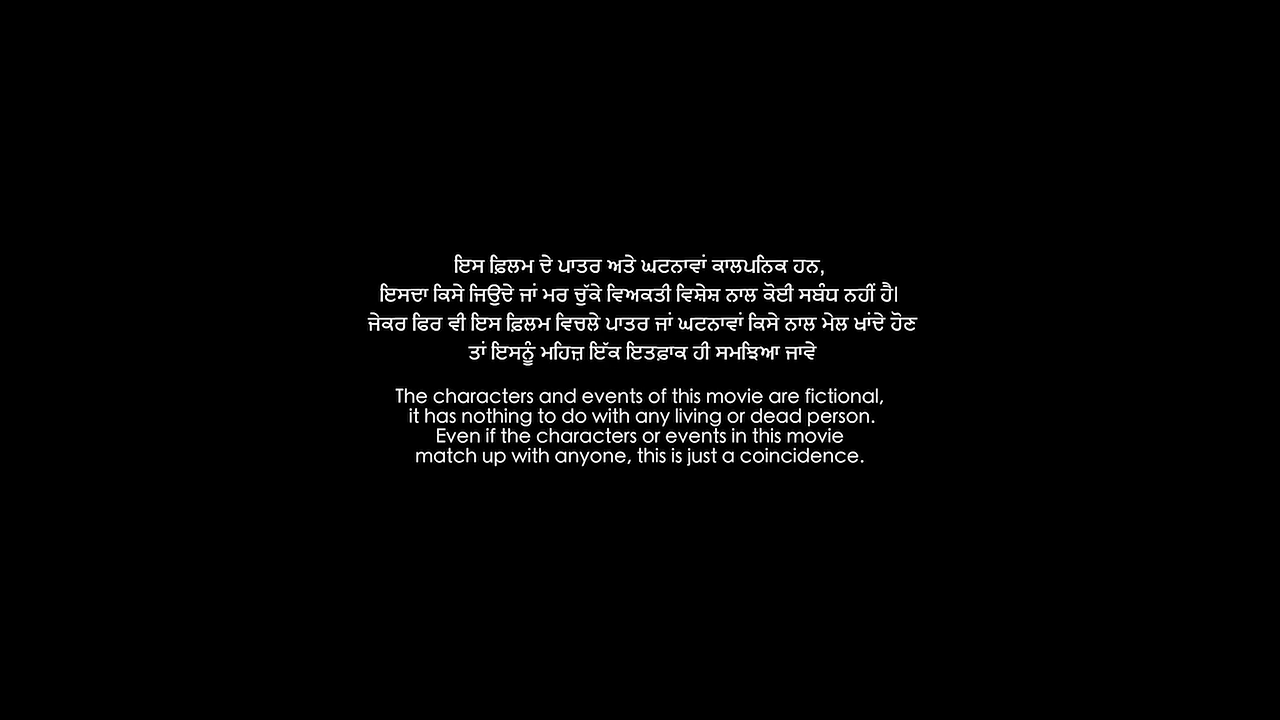 ਇਸ ਫ਼ਿਲਮ ਦੇ ਪਾਤਰ ਅਤੇ ਘਟਨਾਵਾਂ ਕਾਲਪਨਿਕ ਹਨ,
ਇਸਦਾ ਕਿਸੇ ਜਿਉਦੇ ਜਾਂ ਮਰ ਚੁੱਕੇ ਵਿਅਕਤੀ ਵਿਸ਼ੇਸ਼ ਨਾਲ ਕੋਈ ਸਬੰਧ ਨਹੀਂ ਹੈ।
ਜੇਕਰ ਫਿਰ ਵੀ ਇਸ ਫ਼ਿਲਮ ਵਿਚਲੇ ਪਾਤਰ ਜਾਂ ਘਟਨਾਵਾਂ ਕਿਸੇ ਨਾਲ ਮੇਲ ਖਾਂਦੇ ਹੋਣ
ਤਾਂ ਇਸਨੂੰ ਮਹਿਜ਼ ਇੱਕ ਇਤਫ਼ਾਕ ਹੀ ਸਮਝਿਆ ਜਾਵੇ
The characters and events of this movie are fictional,
it has nothing to do with any living or dead person.
Even if the characters or events in this movie
match up with anyone, this is just a coincidence.